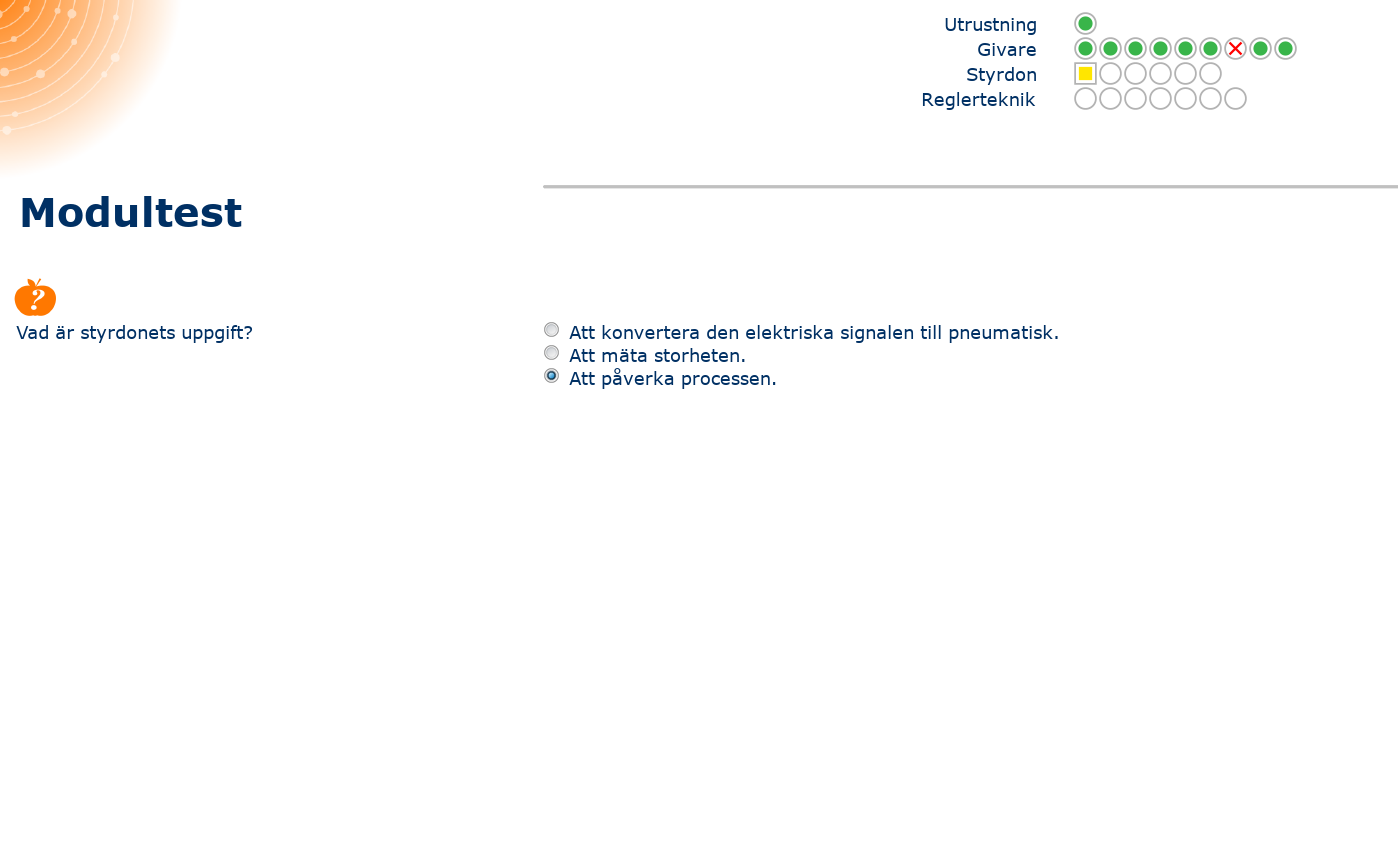 Utrustning
Givare
Styrdon
Reglerteknik
Modultest
?
Vad är styrdonets uppgift?
Att konvertera den elektriska signalen till pneumatisk.
Att mäta storheten.
Att påverka processen.